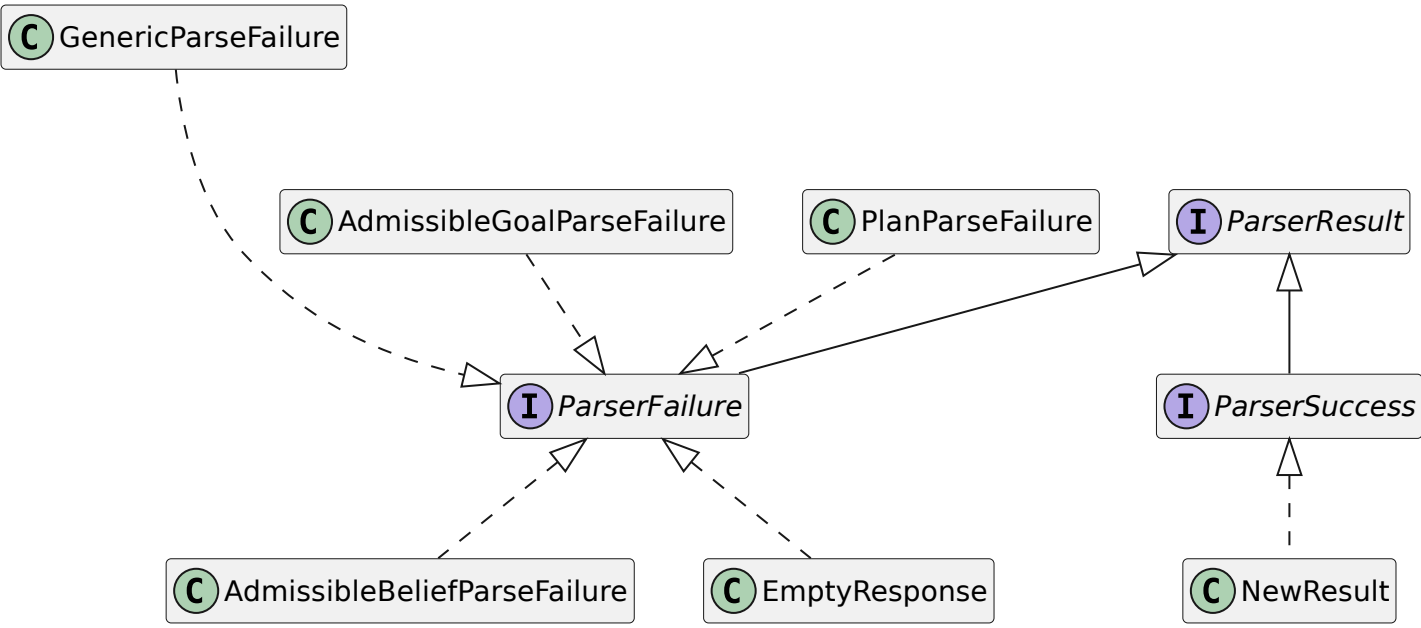 C GenericParseFailure
C AdmissibleGoalParseFailure
C PlanParseFailure
I ParserResult
I ParserFailure
I ParserSuccess
C AdmissibleBeliefParseFailure
C EmptyResponse
C NewResult